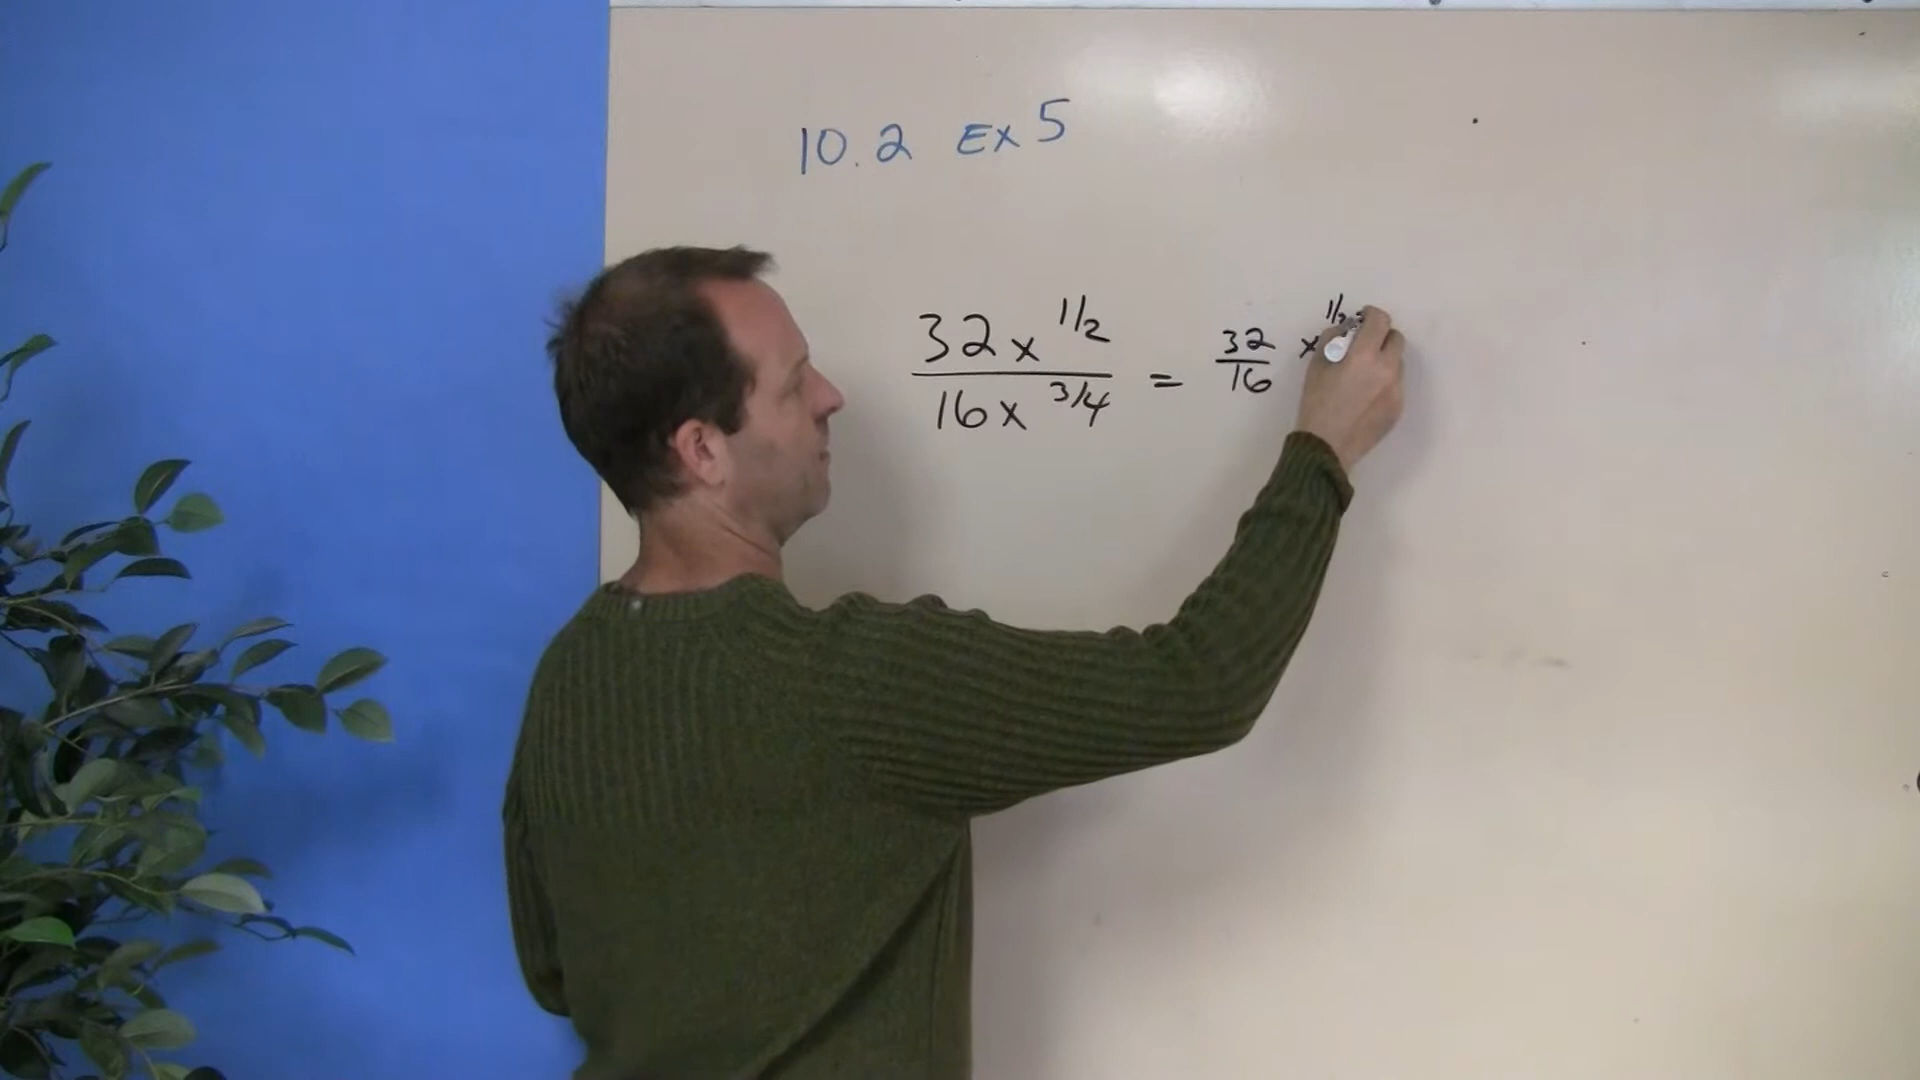 10.2 Ex 5
32x^1/2 / 16x^3/4 = 32/16 x^1/2